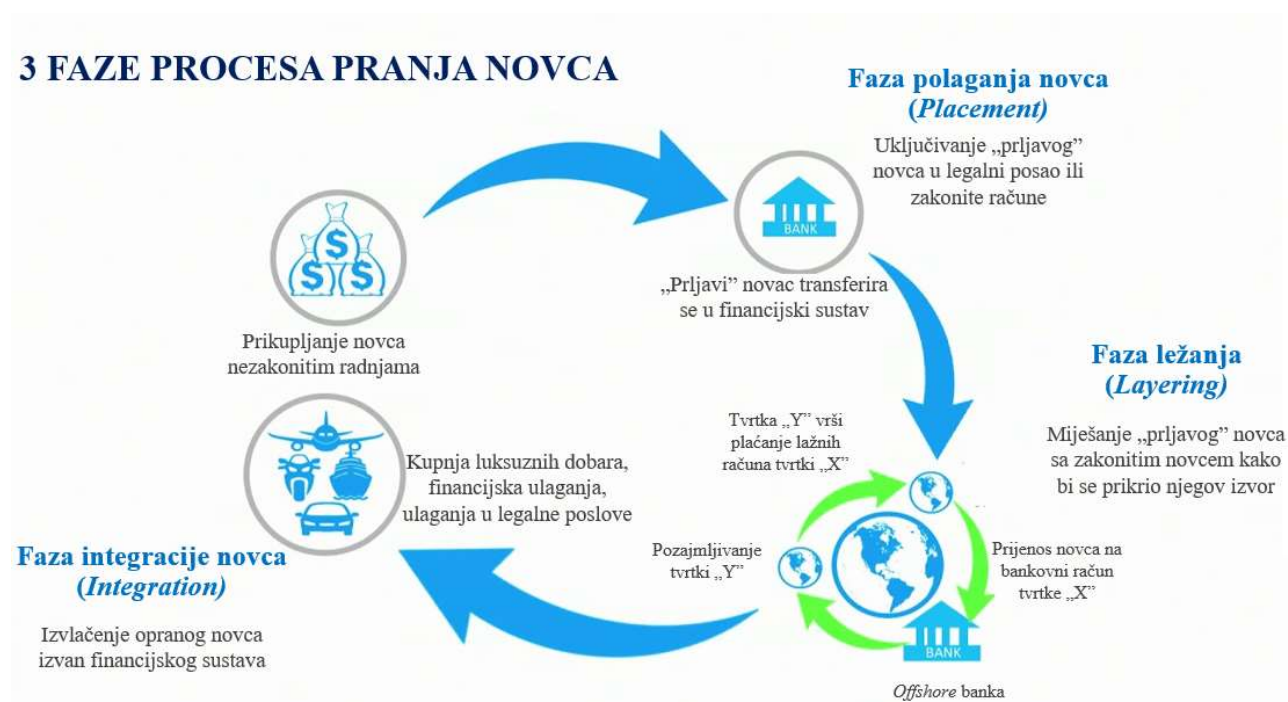 3 FAZE PROCESA PRANJA NOVCA
Faza polaganja novca
(Placement)
Uključivanje „prljavog”
novca u legalni posao ili
zakonite račune
BANK
„Prljavi” novac transferira
se u financijski sustav
$
$ $
Prikupljanje novca
nezakonitim radnjama
Faza ležanja
(Layering)
Miješanje „prljavog” novca
sa zakonitim novcem kako
bi se prikrio njegov izvor
Tvrtka „Y” vrši
plaćanje lažnih
računa tvrtki „X”
Prijenos novca na
bankovni račun
tvrtke „X”
Pozajmljivanje
tvrtki „Y”
BANK
Offshore banka
Kupnja luksuznih dobara,
financijska ulaganja,
ulaganja u legalne poslove
Faza integracije novca
(Integration)
Izvlačenje opranog novca
izvan financijskog sustava